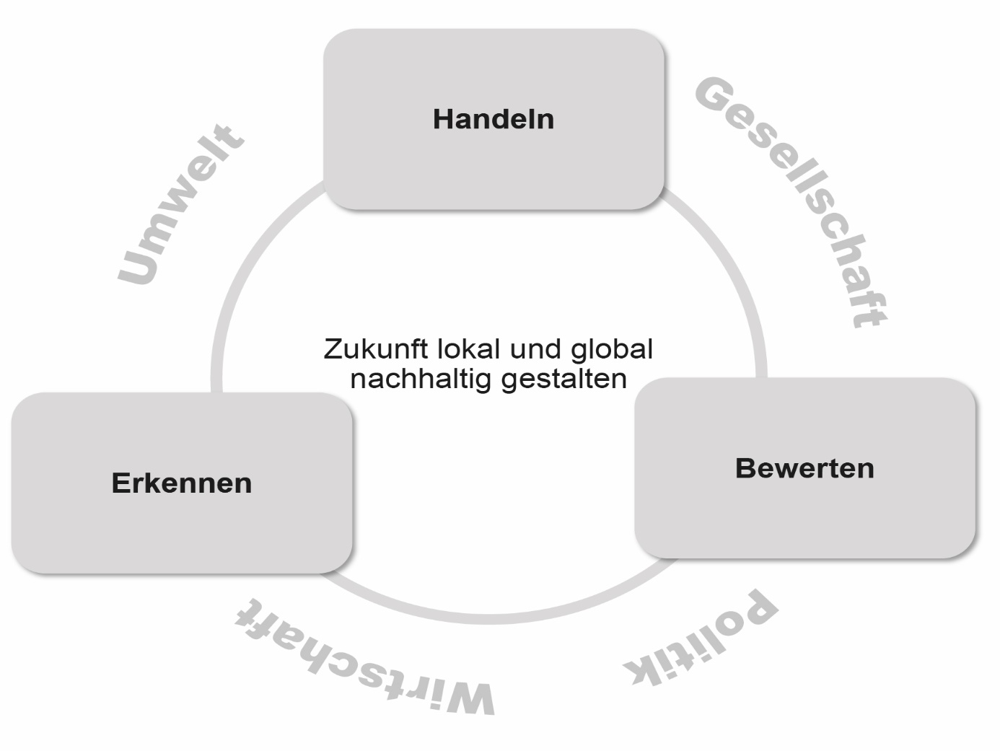 Handeln
Gesellschaft
Umwelt
Zukunft lokal und global
nachhaltig gestalten
Bewerten
Erkennen
Politik
Wirtschaft